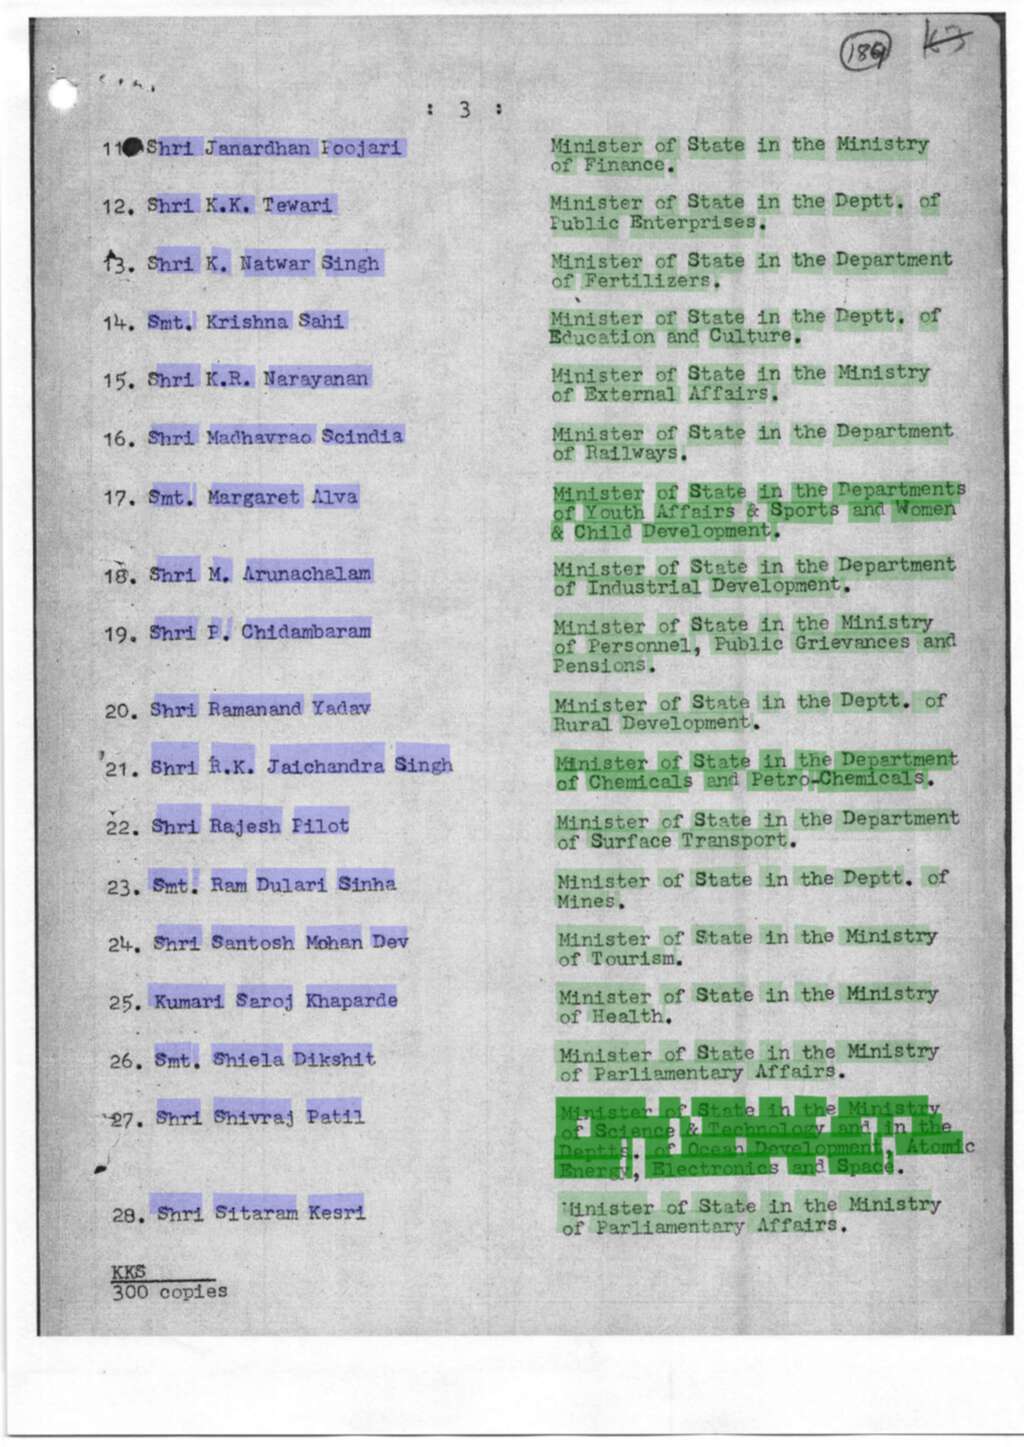 189
: 3 :
11. Shri Janardhan Poojari Minister of State in the Ministry
of Finance.
12. Shri K.K. Tewari Minister of State in the Deptt. of
Public Enterprises.
13. Shri K. Natwar Singh Minister of State in the Department
of Fertilizers.
14. Smt. Krishna Sahi Minister of State in the Deptt. of
Education and Culture.
15. Shri K.R. Narayanan Minister of State in the Ministry
of External Affairs.
16. Shri Madhavrao Scindia Minister of State in the Department
of Railways.
17. Smt. Margaret Alva Minister of State in the Departments
of Youth Affairs & Sports and Women
& Child Development.
18. Shri M. Arunachalam Minister of State in the Department
of Industrial Development.
19. Shri P. Chidambaram Minister of State in the Ministry
of Personnel, Public Grievances and
Pensions.
20. Shri Ramanand Yadav Minister of State in the Deptt. of
Rural Development.
21. Shri R.K. Jaichandra Singh Minister of State in the Department
of Chemicals and Petro-Chemicals.
22. Shri Rajesh Pilot Minister of State in the Department
of Surface Transport.
23. Smt. Ram Dulari Sinha Minister of State in the Deptt. of
Mines.
24. Shri Santosh Mohan Dev Minister of State in the Ministry
of Tourism.
25. Kumari Saroj Khaparde Minister of State in the Ministry
of Health.
26. Smt. Shiela Dikshit Minister of State in the Ministry
of Parliamentary Affairs.
27. Shri Shivraj Patil Minister of State in the Ministry
of Science & Technology and in the
Deptts. of Ocean Development, Atomic
Energy, Electronics and Space.
28. Shri Sitaram Kesri Minister of State in the Ministry
of Parliamentary Affairs.
KKS
300 copies